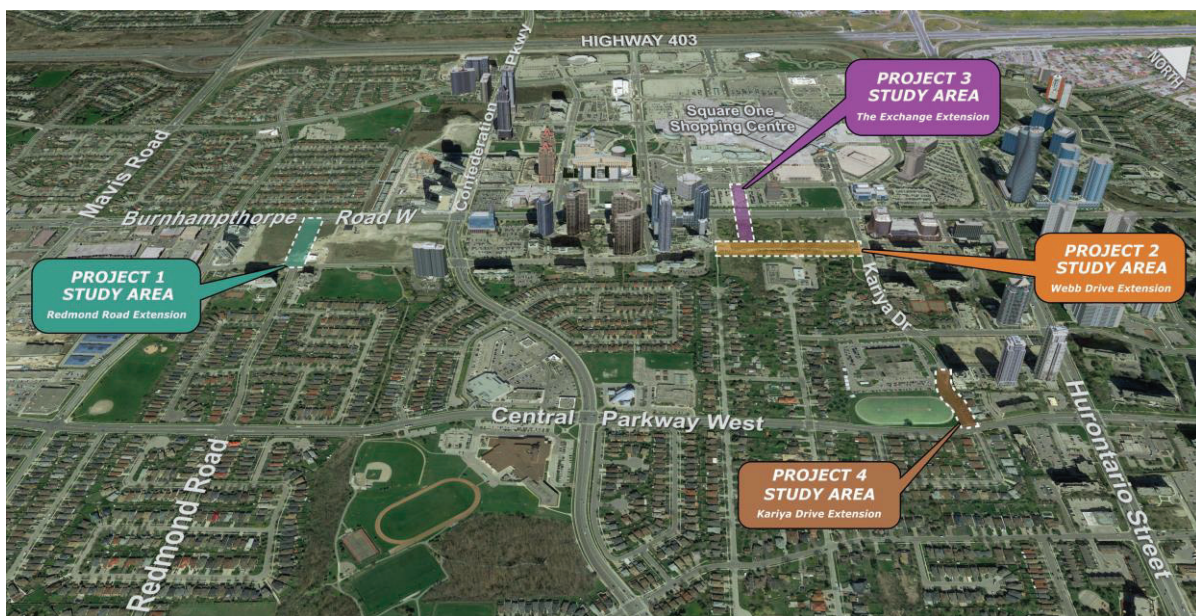 HIGHWAY 403
NORTH
Pkwy
Confederation
Mavis Road
Square One
Shopping Centre
PROJECT 3
STUDY AREA
The Exchange Extension
Burnhampthorpe Road W
PROJECT 1
STUDY AREA
Redmond Road Extension
PROJECT 2
STUDY AREA
Webb Drive Extension
Kariya Dr
Central Parkway West
Hurontario Street
PROJECT 4
STUDY AREA
Kariya Drive Extension
Redmond Road